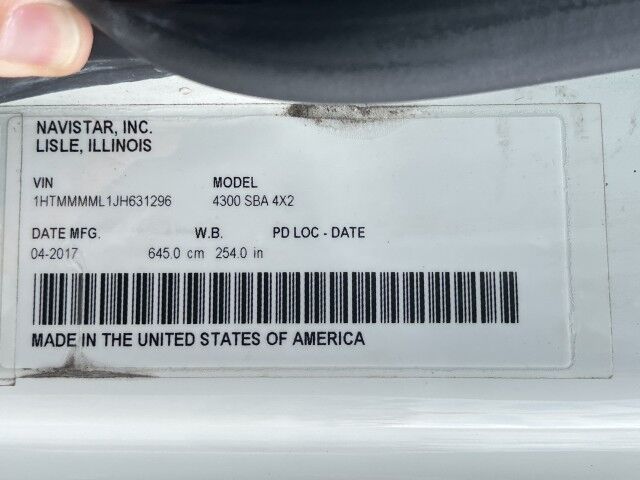 NAVISTAR, INC.
LISLE, ILLINOIS
VIN MODEL
1HTMMMML1JH631296 4300 SBA 4X2
DATE MFG. W.B. PD LOC - DATE
04-2017 645.0 cm 254.0 in
MADE IN THE UNITED STATES OF AMERICA